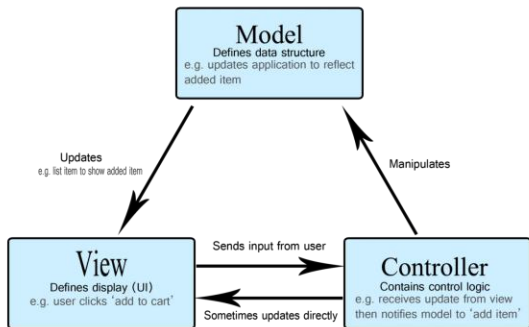 Model
Defines data structure
e.g. updates application to reflect
added item
Updates
e.g. list item to show added item
Manipulates
View
Defines display (UI)
e.g. user clicks 'add to cart'
Sends input from user
Sometimes updates directly
Controller
Contains control logic
e.g. receives update from view
then notifies model to 'add item'